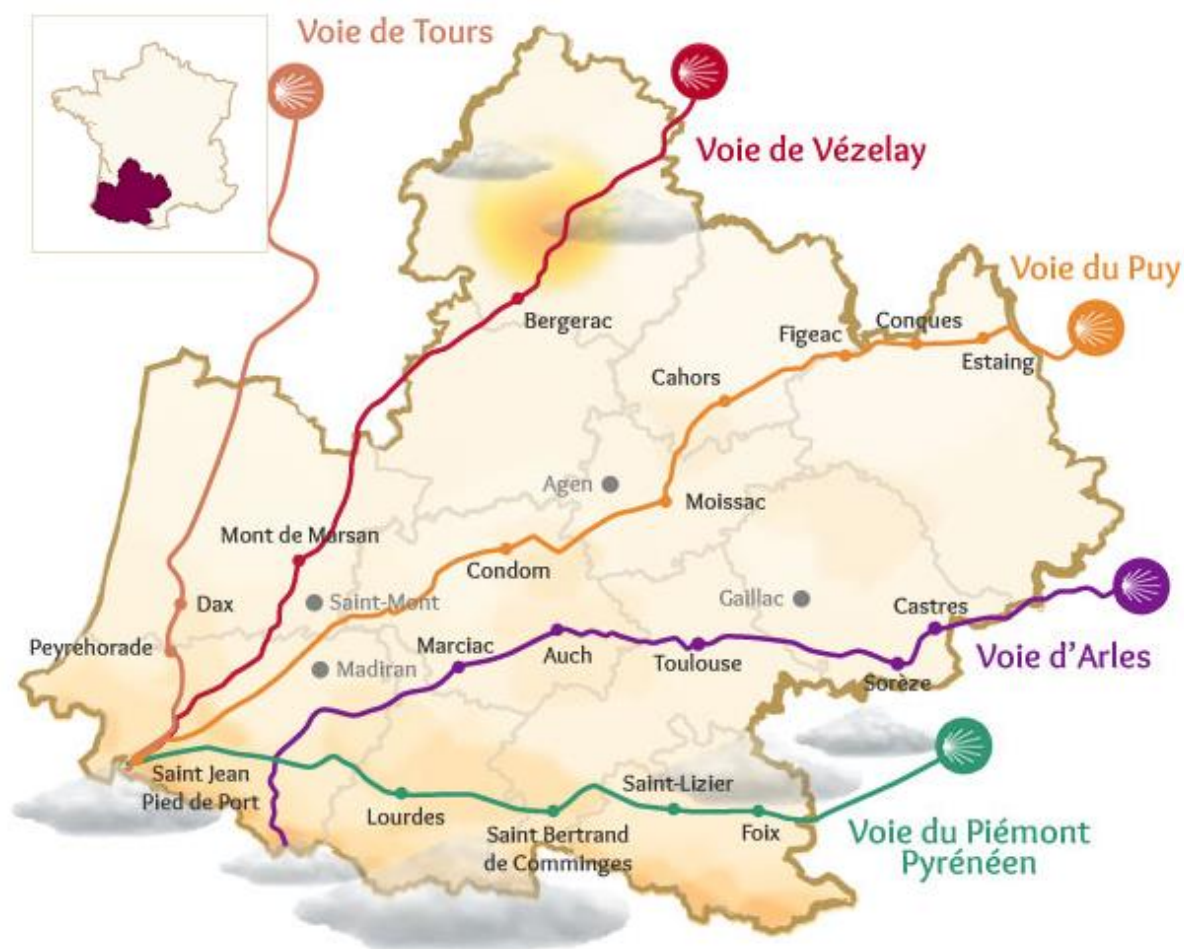 Voie de Tours
Voie de Vézelay
Voie du Puy
Bergerac
Figeac
Conques
Estaing
Cahors
Agen
Moissac
Mont de Marsan
Condom
Dax
Saint-Mont
Gaillac
Castres
Peyrehorade
Madiran
Marciac
Auch
Toulouse
Sorèze
Voie d'Arles
Saint Jean
Pied de Port
Lourdes
Saint Bertrand
de Comminges
Saint-Lizier
Foix
Voie du Piémont
Pyrénéen